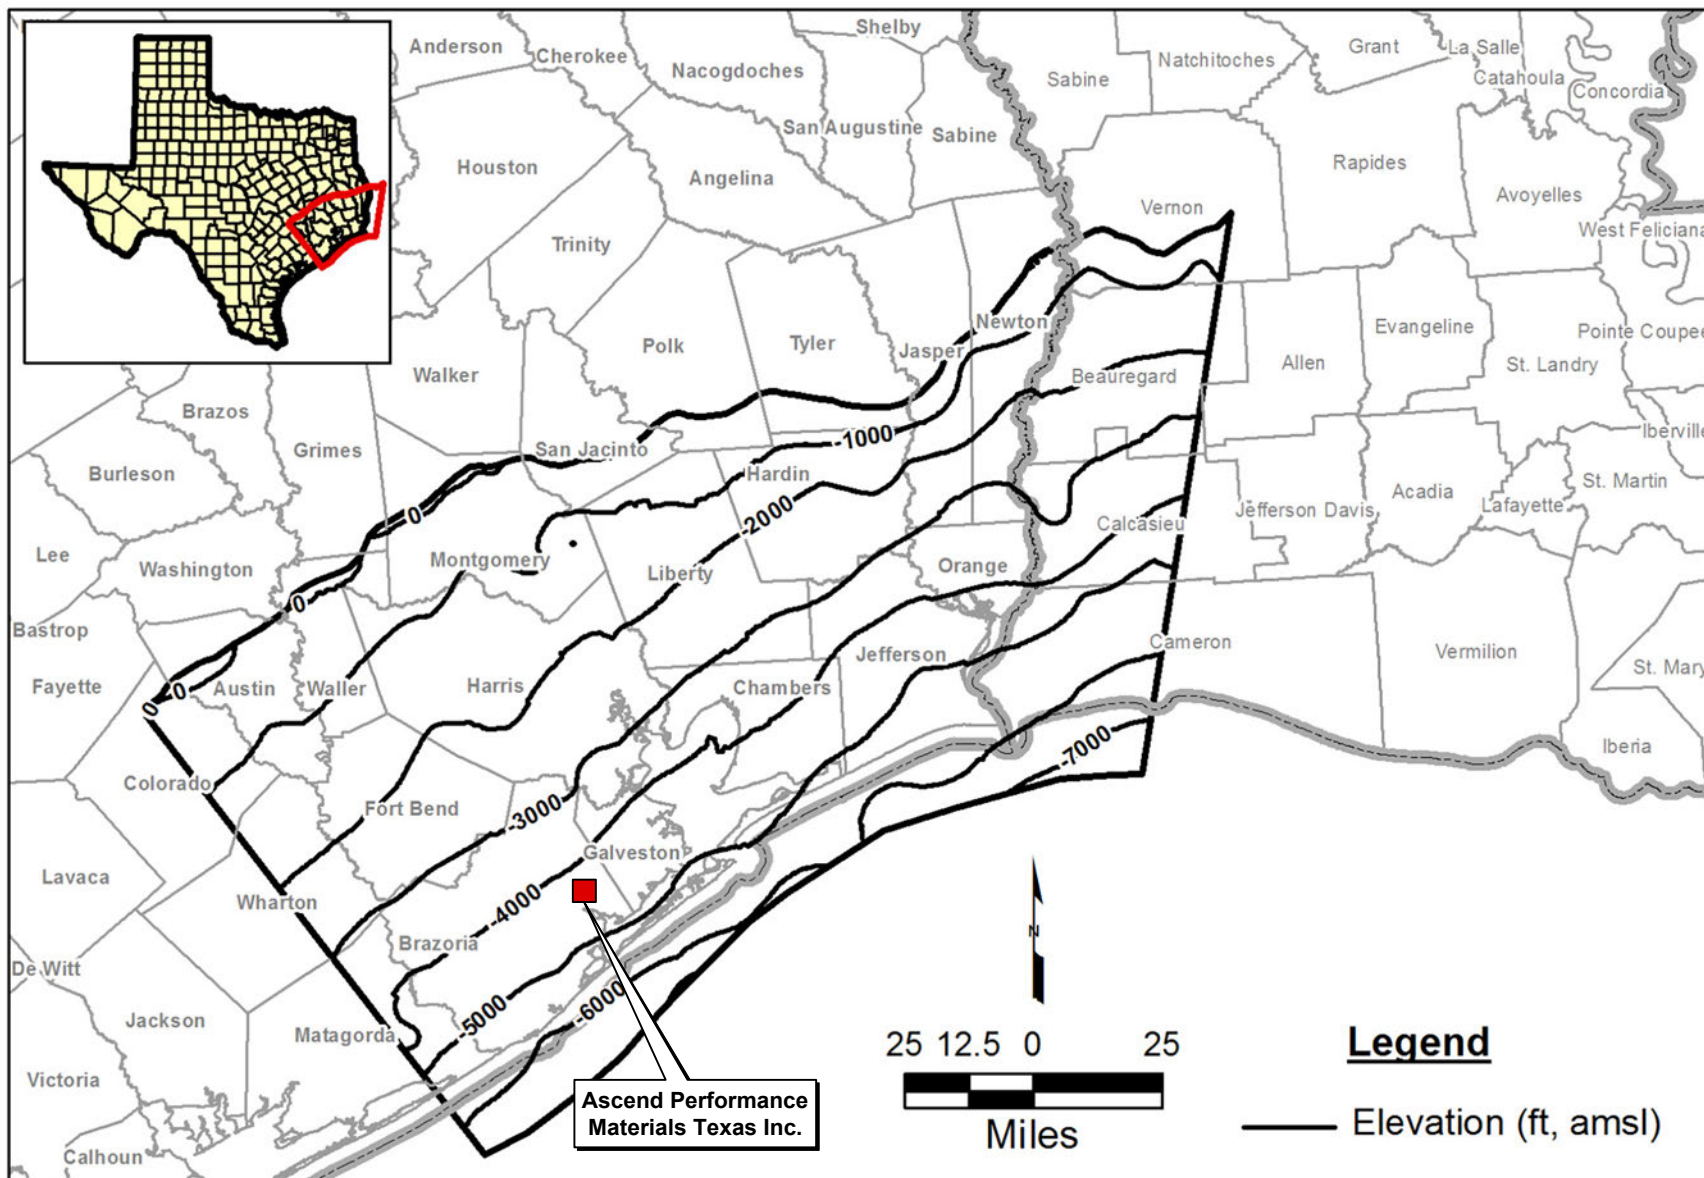 Shelby
Anderson
Cherokee
Nacogdoches
Sabine
Natchitoches
Grant
La Salle
Catahoula
Concordia
San Augustine
Sabine
Houston
Angelina
Rapides
Avoyelles
Vernon
West Feliciana
Trinity
Newton
Evangeline
Pointe Coupee
Polk
Tyler
Jasper
Allen
St. Landry
Walker
Beauregard
Brazos
Iberville
Grimes
San Jacinto
-1000
Burleson
Hardin
St. Martin
Acadia
Lafayette
0
-2000
Jefferson Davis
Calcasieu
Lee
Washington
Montgomery
Liberty
Orange
0
Bastrop
Cameron
Vermilion
St. Mary
Jefferson
Fayette
0
Austin
Waller
Harris
Chambers
0
Iberia
-7000
Colorado
Fort Bend
-3000
Galveston
Lavaca
Wharton
-4000
Brazoria
N
De Witt
-5000
-6000
Jackson
Matagorda
25 12.5 0 25
Legend
Victoria
Ascend Performance
Materials Texas Inc.
Miles
Elevation (ft, amsl)
Calhoun